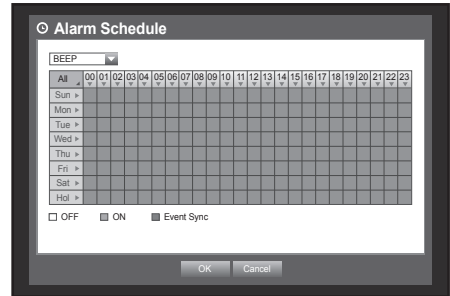 Alarm Schedule
BEEP
All 00 01 02 03 04 05 06 07 08 09 10 11 12 13 14 15 16 17 18 19 20 21 22 23
Sun
Mon
Tue
Wed
Thu
Fri
Sat
Hol
OFF ON Event Sync
OK Cancel